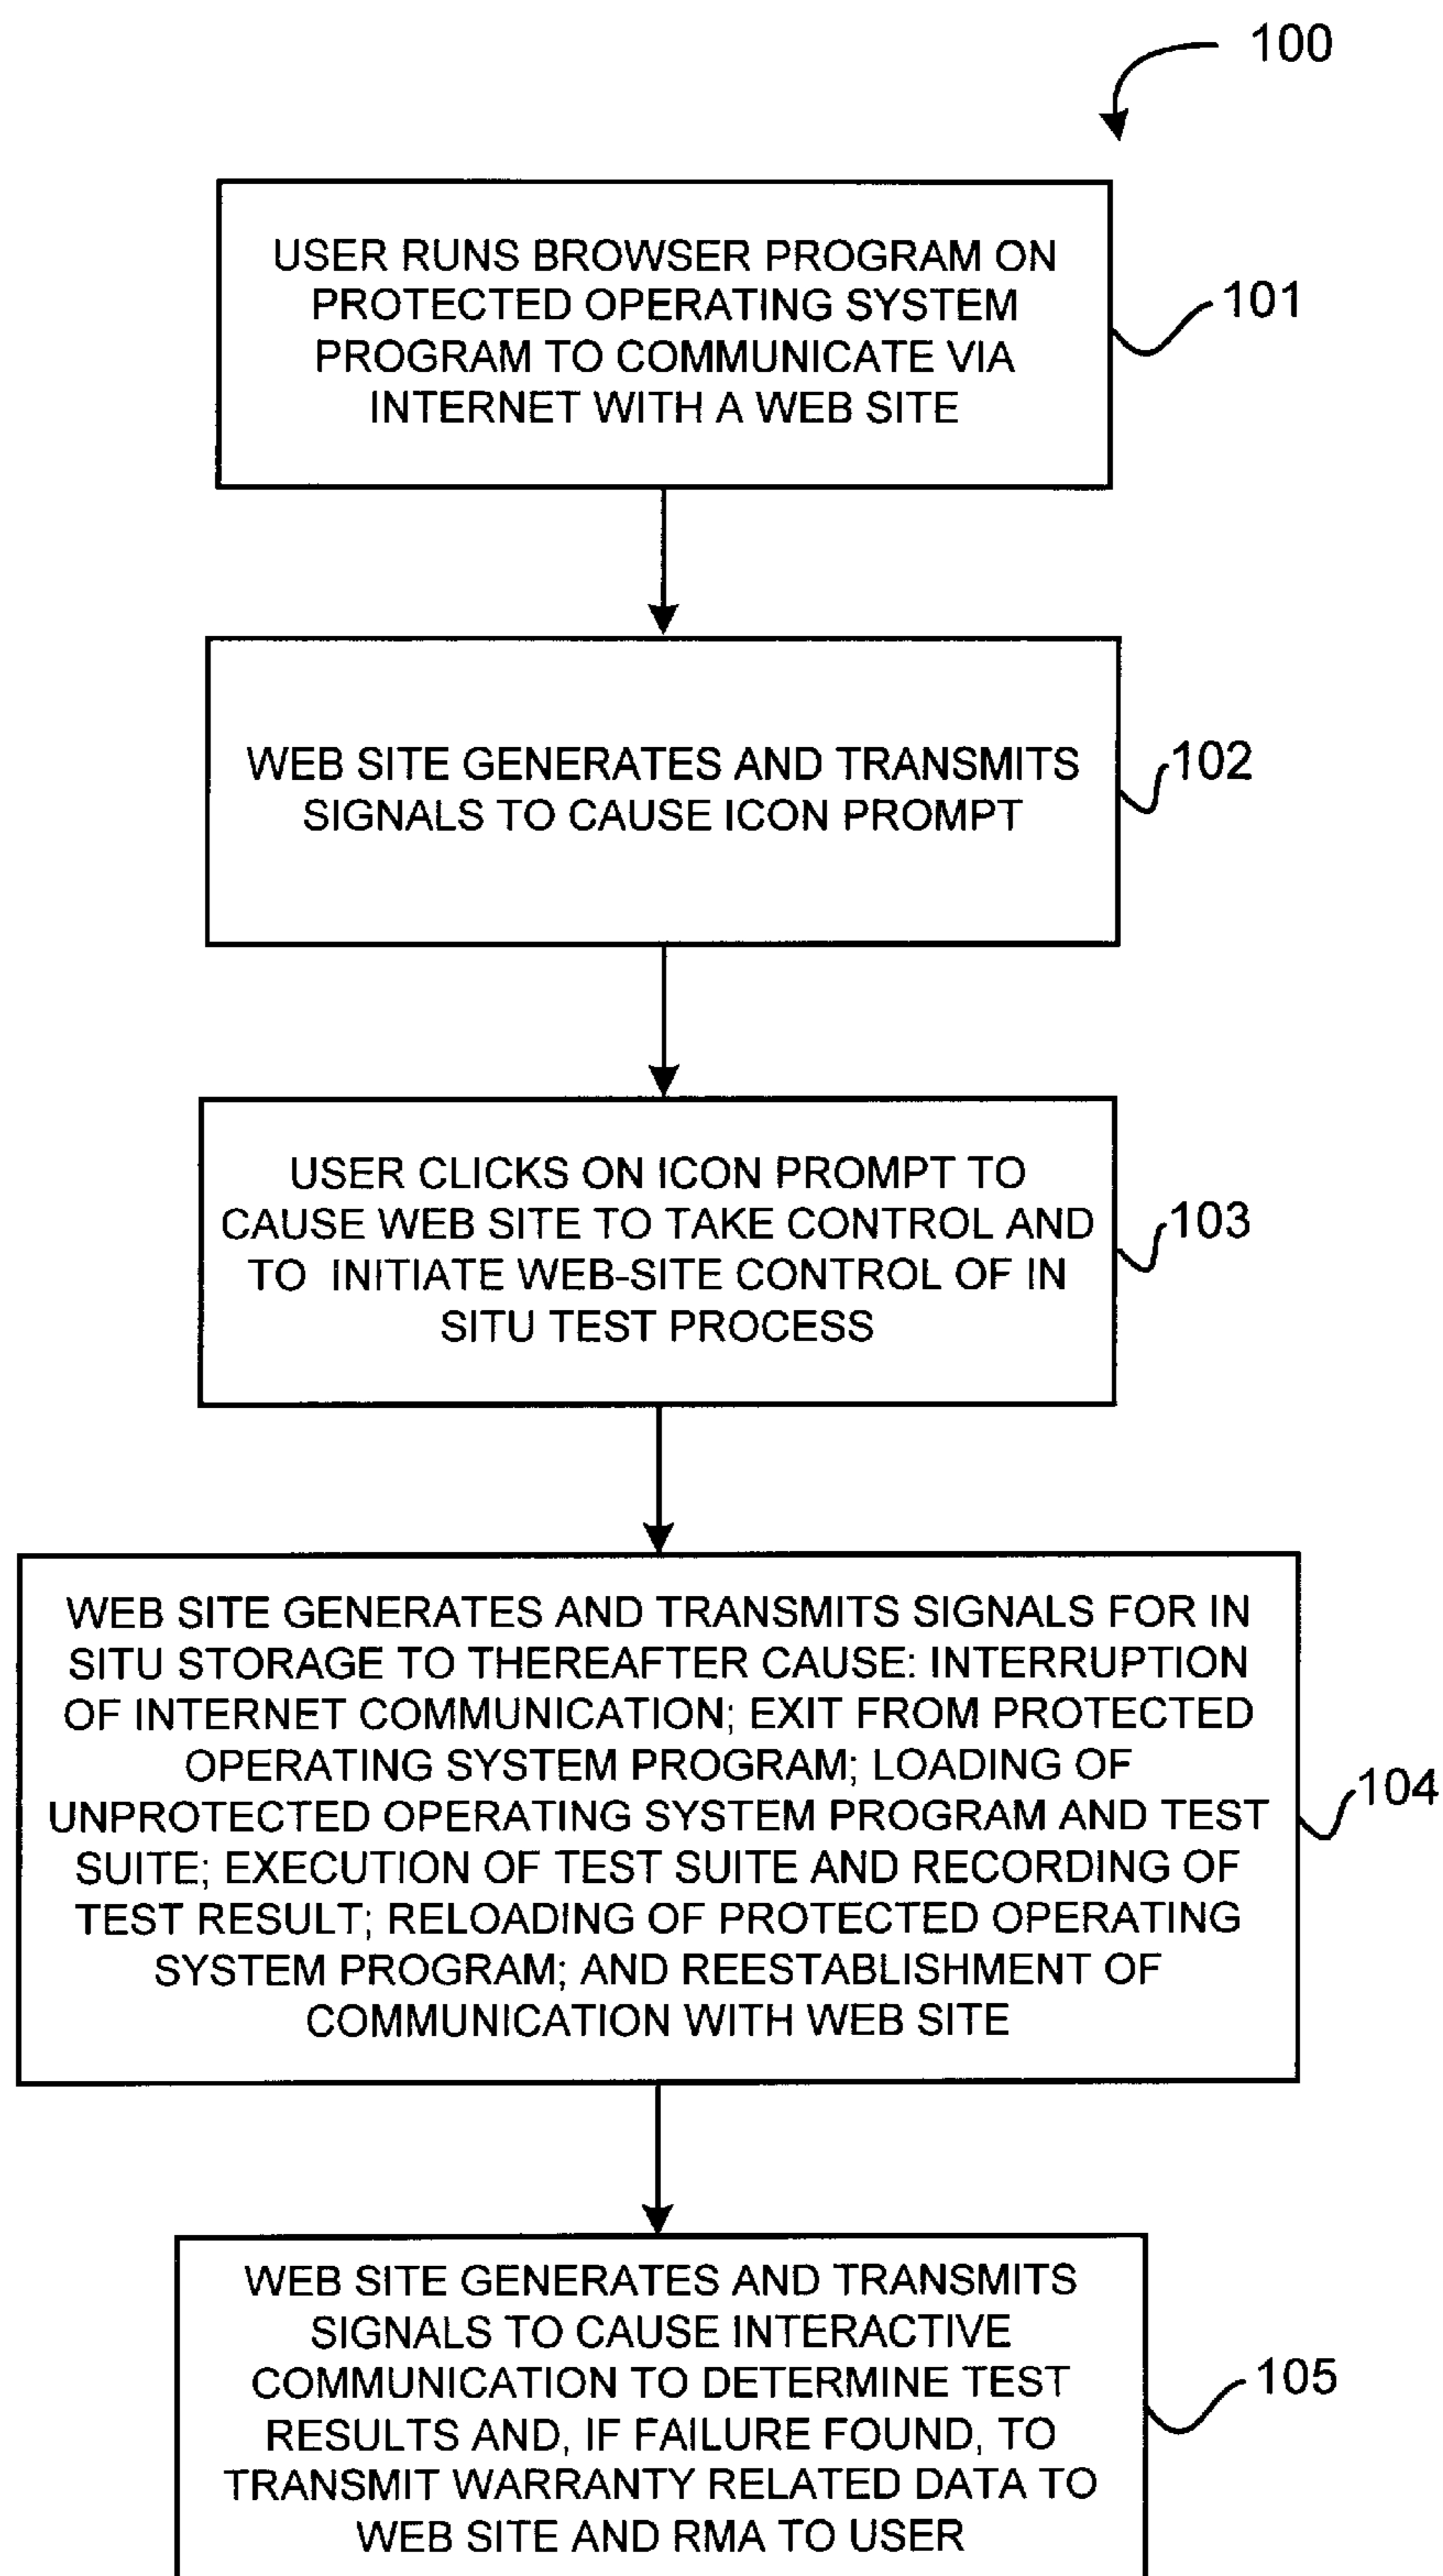 100
USER RUNS BROWSER PROGRAM ON
PROTECTED OPERATING SYSTEM
PROGRAM TO COMMUNICATE VIA
INTERNET WITH A WEB SITE
101
WEB SITE GENERATES AND TRANSMITS
SIGNALS TO CAUSE ICON PROMPT
102
USER CLICKS ON ICON PROMPT TO
CAUSE WEB SITE TO TAKE CONTROL AND
TO INITIATE WEB-SITE CONTROL OF IN
SITU TEST PROCESS
103
WEB SITE GENERATES AND TRANSMITS SIGNALS FOR IN
SITU STORAGE TO THEREAFTER CAUSE: INTERRUPTION
OF INTERNET COMMUNICATION; EXIT FROM PROTECTED
OPERATING SYSTEM PROGRAM; LOADING OF
UNPROTECTED OPERATING SYSTEM PROGRAM AND TEST
SUITE; EXECUTION OF TEST SUITE AND RECORDING OF
TEST RESULT; RELOADING OF PROTECTED OPERATING
SYSTEM PROGRAM; AND REESTABLISHMENT OF
COMMUNICATION WITH WEB SITE
104
WEB SITE GENERATES AND TRANSMITS
SIGNALS TO CAUSE INTERACTIVE
COMMUNICATION TO DETERMINE TEST
RESULTS AND, IF FAILURE FOUND, TO
TRANSMIT WARRANTY RELATED DATA TO
WEB SITE AND RMA TO USER
105